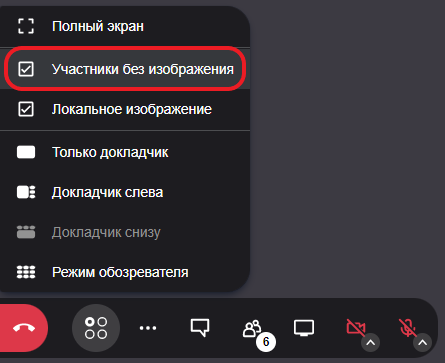 Полный экран
Участники без изображения
Локальное изображение
Только докладчик
Докладчик слева
Докладчик снизу
Режим обозревателя
6